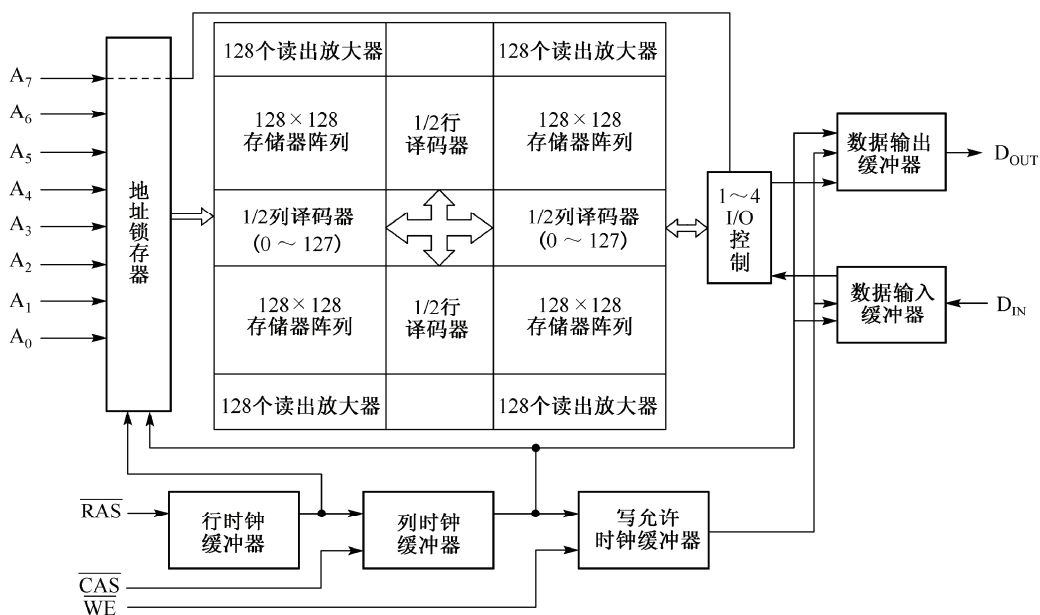 A₇
A₆
A₅
A₄
A₃
A₂
A₁
A₀
地址锁存器
128个读出放大器
128个读出放大器
128×128
存储器阵列
1/2行
译码器
128×128
存储器阵列
1/2列译码器
(0～127)
1/2列译码器
(0～127)
128×128
存储器阵列
1/2行
译码器
128×128
存储器阵列
128个读出放大器
128个读出放大器
1～4
I/O
控制
数据输出
缓冲器
D_OUT
数据输入
缓冲器
D_IN
R̅A̅S̅
行时钟
缓冲器
列时钟
缓冲器
写允许
时钟缓冲器
C̅A̅S̅
W̅E̅